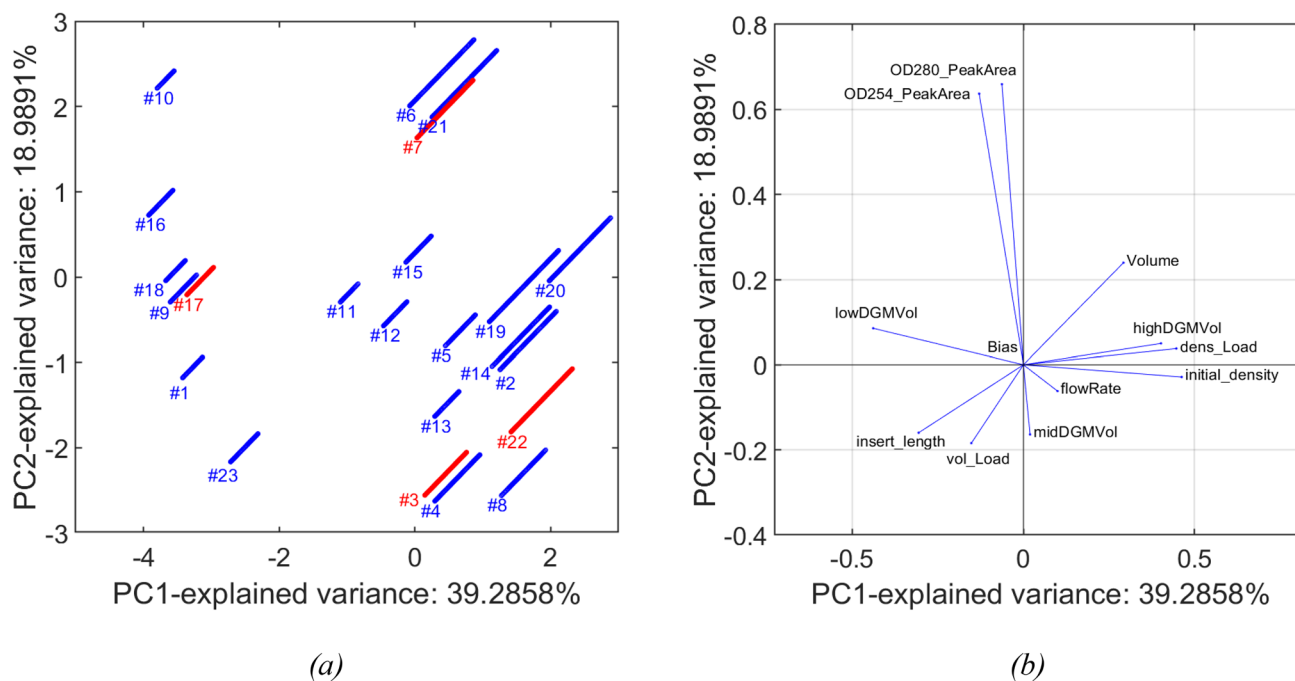 3
2
1
0
-1
-2
-3
-4
-2
0
2
PC2-explained variance: 18.9891%
PC1-explained variance: 39.2858%
#10
#6
#21
#7
#16
#15
#18
#9
#17
#11
#12
#20
#19
#5
#14
#2
#1
#13
#22
#23
#3
#4
#8
(a)
0.8
0.6
0.4
0.2
0
-0.2
-0.4
-0.5
0
0.5
PC2-explained variance: 18.9891%
PC1-explained variance: 39.2858%
OD280_PeakArea
OD254_PeakArea
Volume
lowDGMVol
highDGMVol
Bias
dens_Load
initial_density
flowRate
insert_length
midDGMVol
vol_Load
(b)